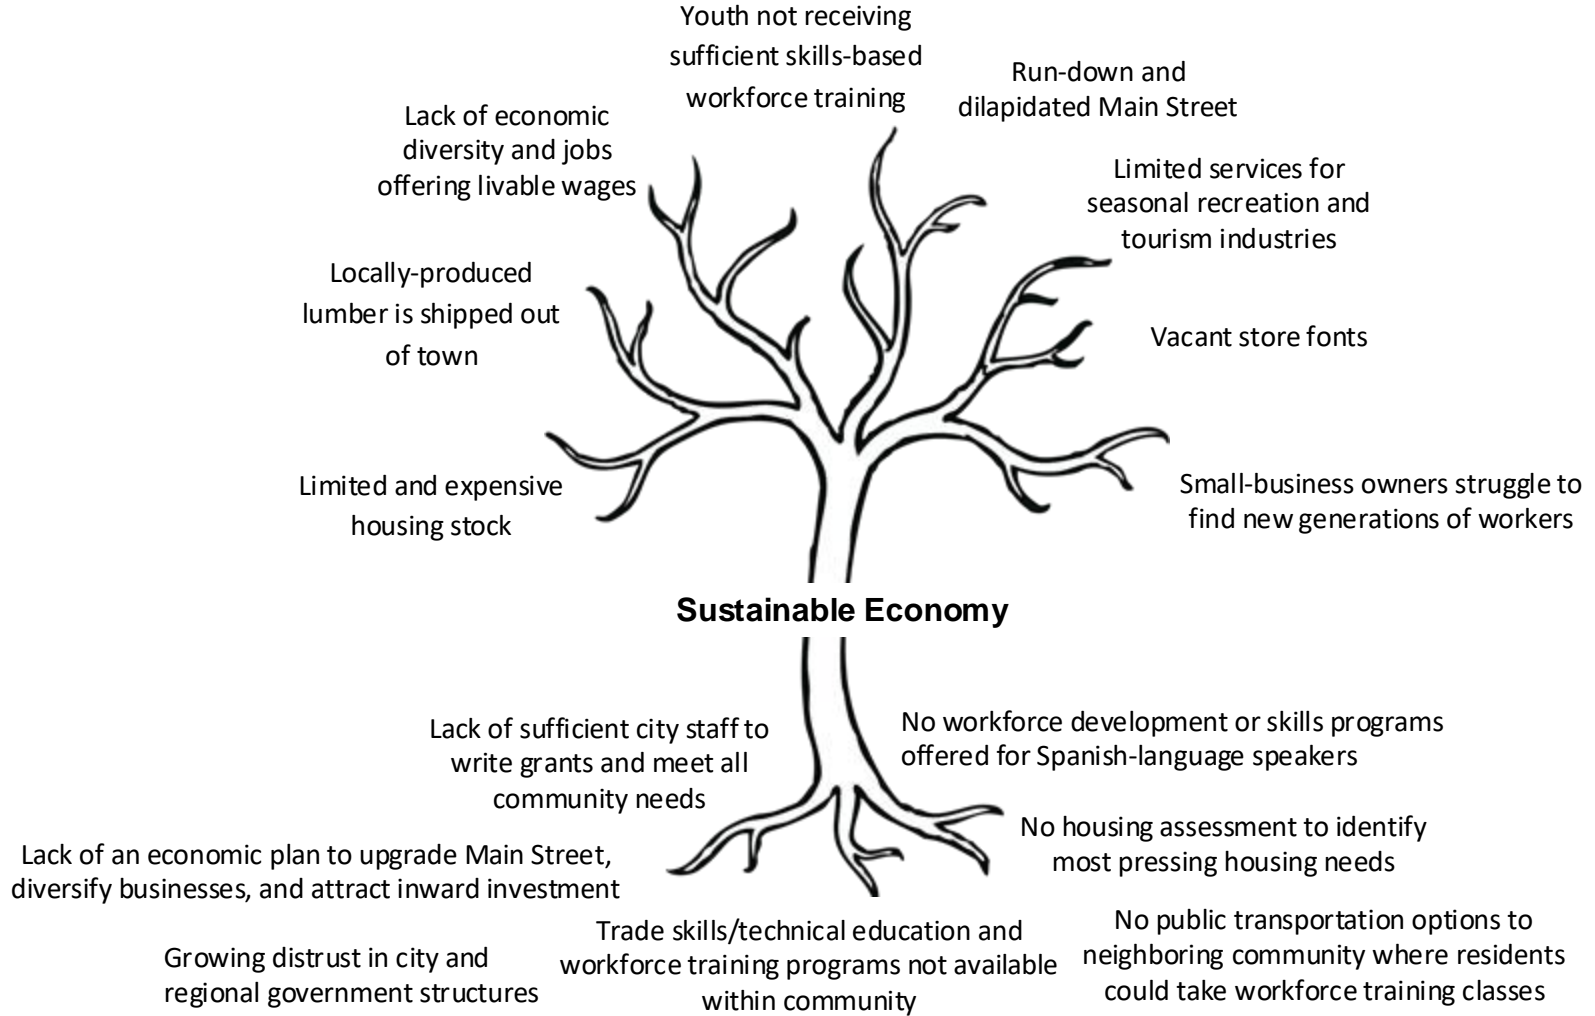 Youth not receiving
sufficient skills-based
workforce training
Run-down and
dilapidated Main Street
Lack of economic
diversity and jobs
offering livable wages
Limited services for
seasonal recreation and
tourism industries
Locally-produced
lumber is shipped out
of town
Vacant store fonts
Limited and expensive
housing stock
Small-business owners struggle to
find new generations of workers
Sustainable Economy
Lack of sufficient city staff to
write grants and meet all
community needs
No workforce development or skills programs
offered for Spanish-language speakers
Lack of an economic plan to upgrade Main Street,
diversify businesses, and attract inward investment
No housing assessment to identify
most pressing housing needs
Growing distrust in city and
regional government structures
Trade skills/technical education and
workforce training programs not available
within community
No public transportation options to
neighboring community where residents
could take workforce training classes